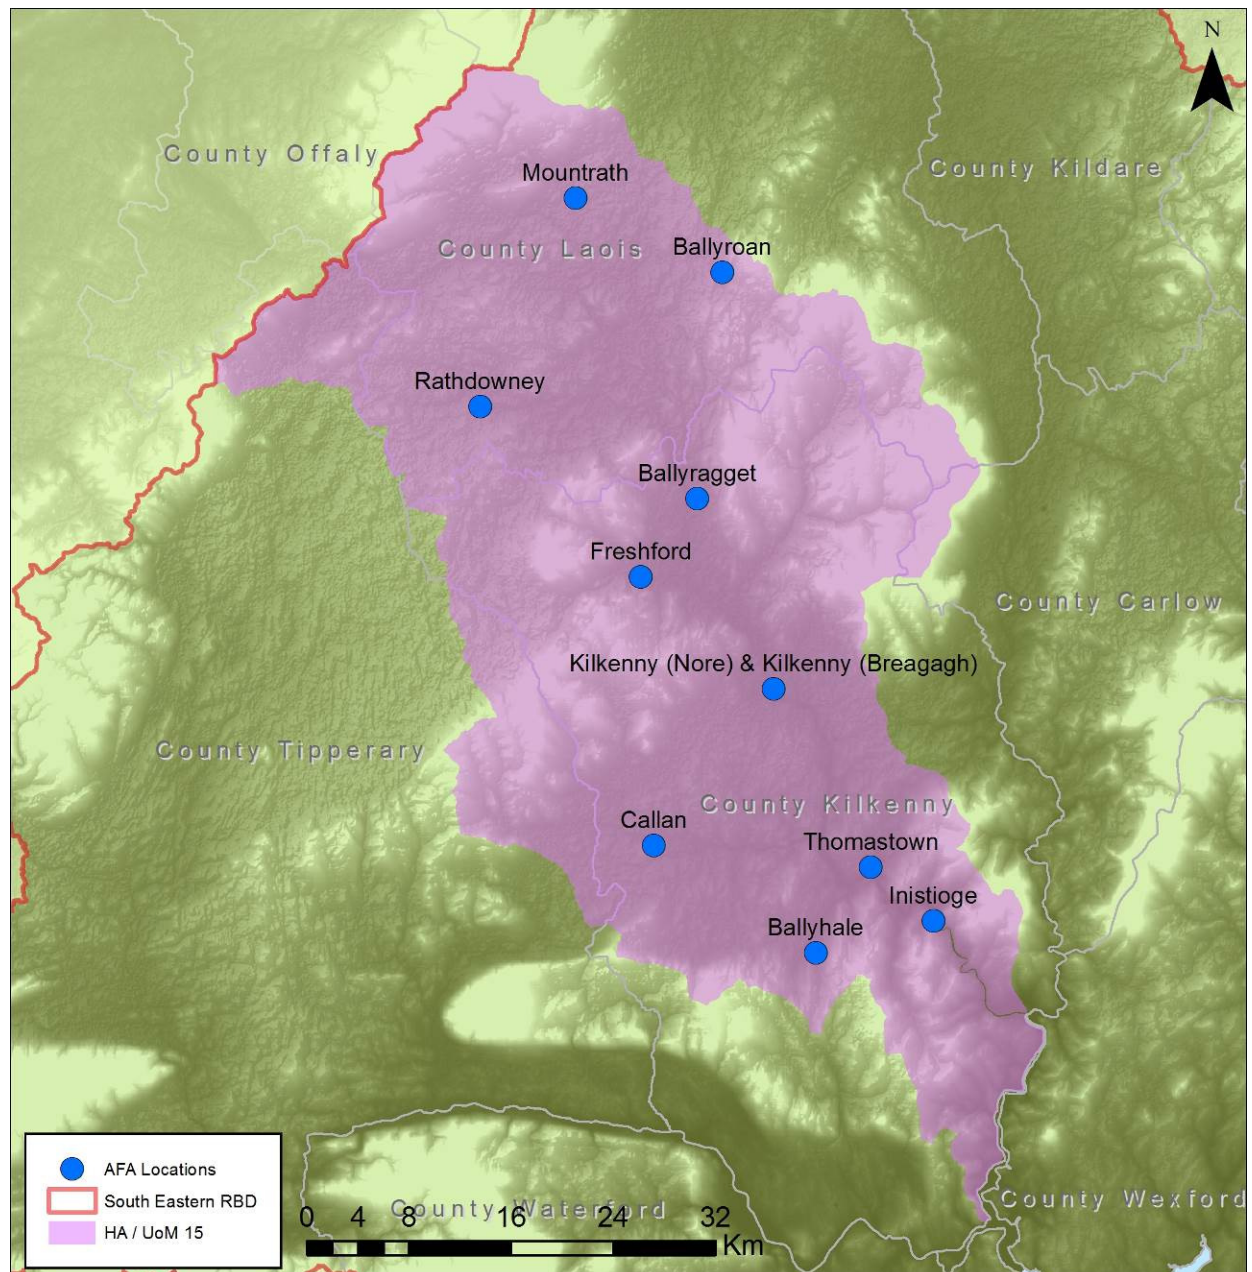 N
County Offaly
County Kildare
Mountrath
County Laois
Ballyroan
Rathdowney
Ballyragget
Freshford
County Carlow
Kilkenny (Nore) & Kilkenny (Breagagh)
County Tipperary
County Kilkenny
Callan
Thomastown
Inistioge
Ballyhale
AFA Locations
South Eastern RBD
HA / UoM 15
County Waterford
County Wexford
0 4 8 16 24 32
Km